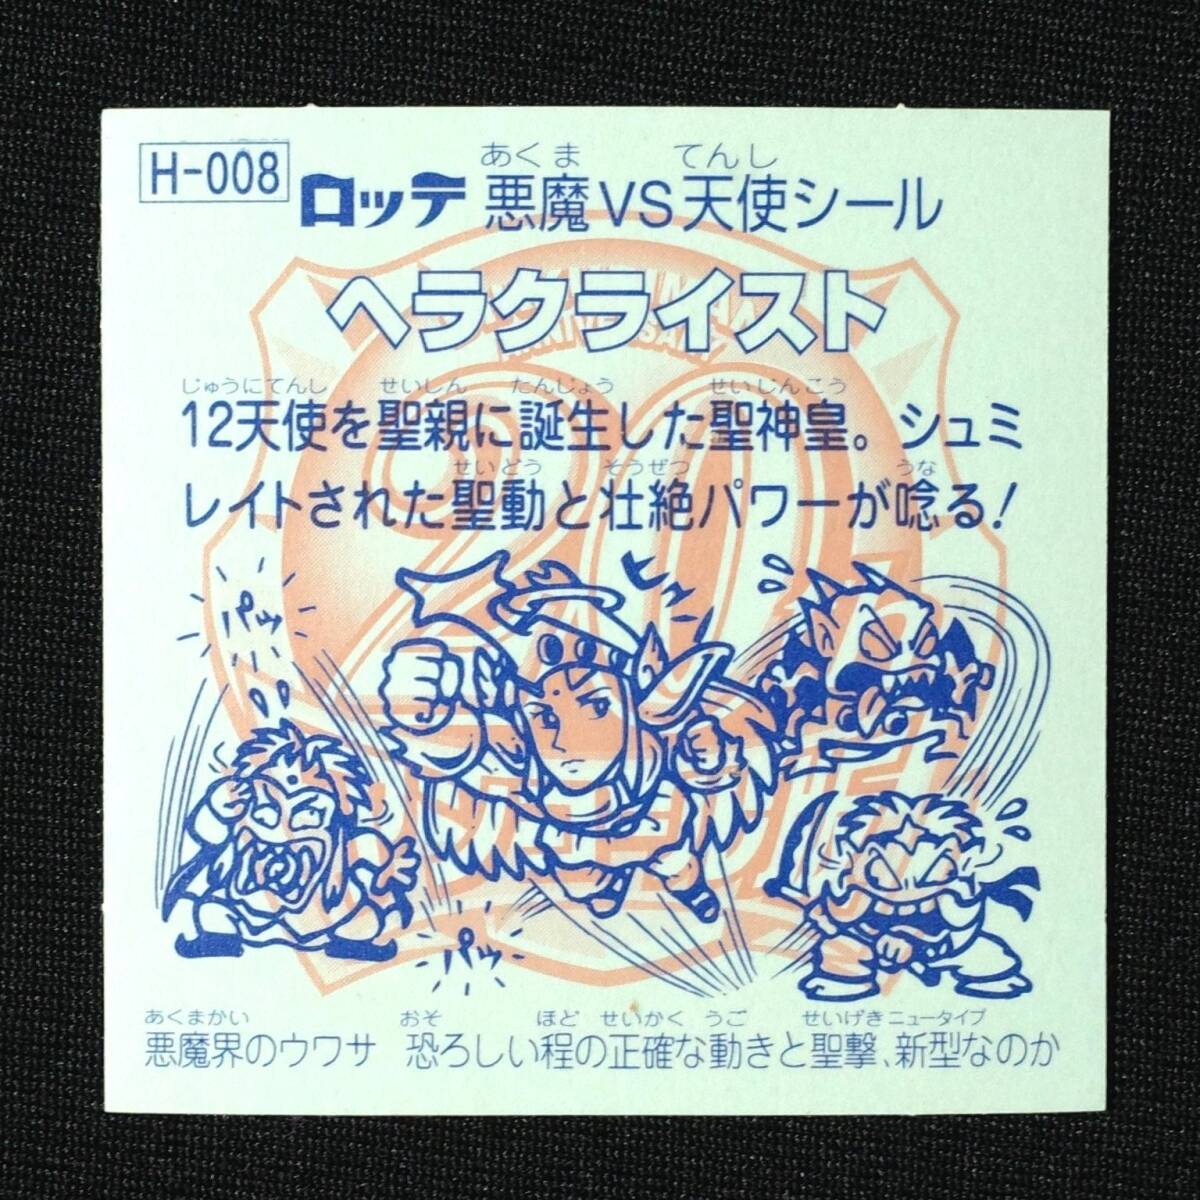 H-008
ロッテ 悪魔VS天使シール
あくま てんし
ヘラクライスト
ANNIVERSARY
20th
じゅうにてんし せいしん たんじょう せいじんこう
12天使を聖親に誕生した聖神皇。シュミ
せいどう そうぜつ うな
レイトされた聖動と壮絶パワーが唸る!
パッ
ヒュッ
パッ
あくまかい おそ ほど せいかく うご せいげき ニュータイプ
悪魔界のウワサ 恐ろしい程の正確な動きと聖撃、新型なのか